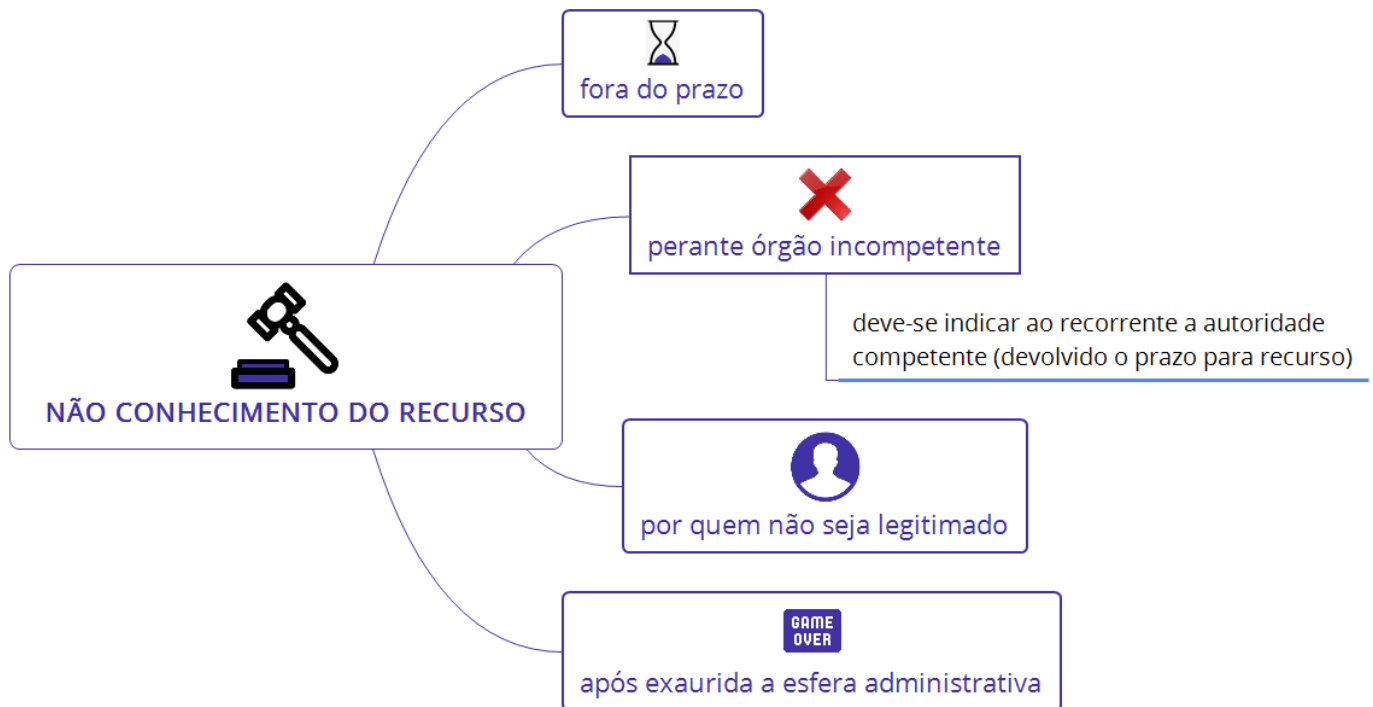 fora do prazo
perante órgão incompetente
deve-se indicar ao recorrente a autoridade
competente (devolvido o prazo para recurso)
NÃO CONHECIMENTO DO RECURSO
por quem não seja legitimado
GAME
OVER
após exaurida a esfera administrativa